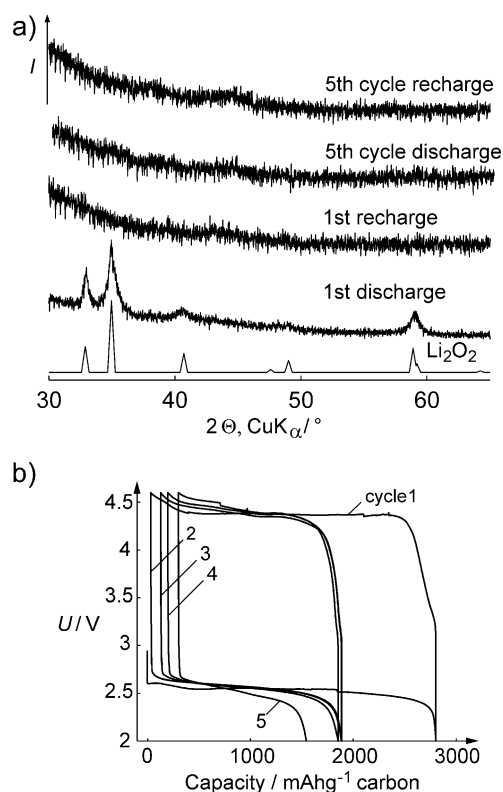 a)
I
5th cycle recharge
5th cycle discharge
1st recharge
1st discharge
Li₂O₂
30 40 50 60
2 Θ, CuKα/ °
b)
4.5
cycle1
2
3
4
4
3.5
U/ V
3
2.5
5
2
0 1000 2000 3000
Capacity / mAhg⁻¹ carbon